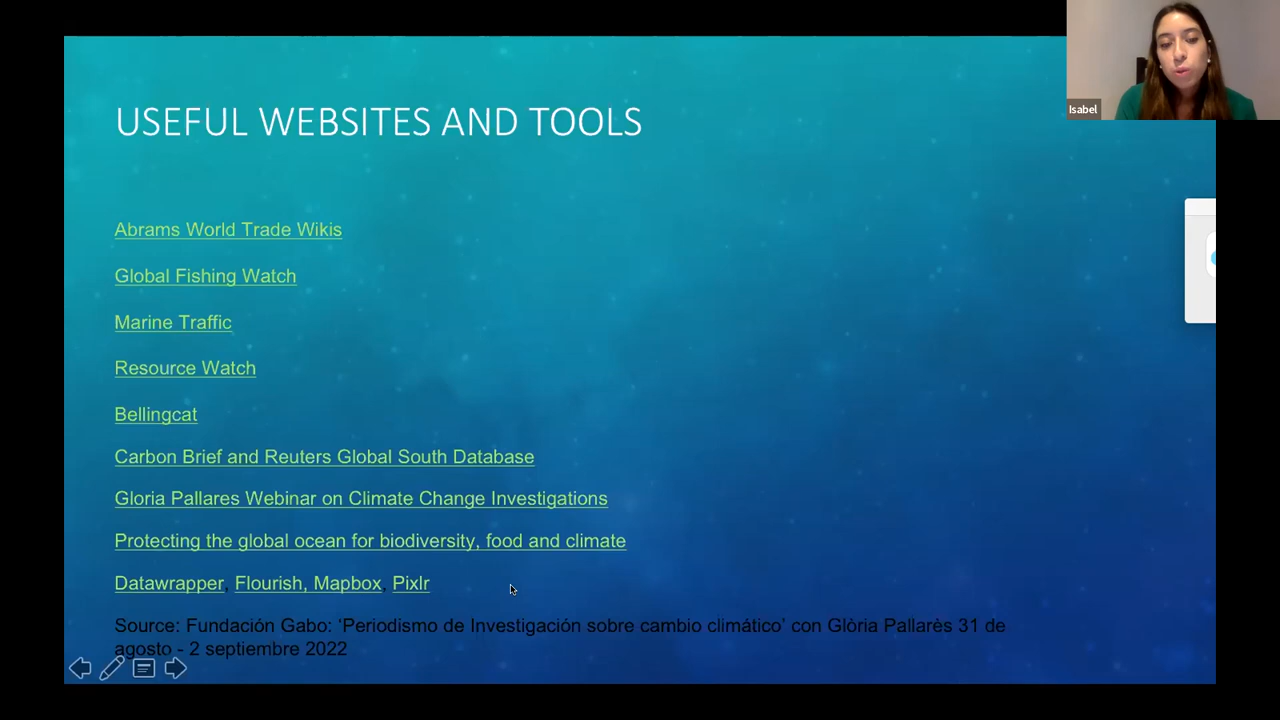 Isabel
USEFUL WEBSITES AND TOOLS
Abrams World Trade Wikis
Global Fishing Watch
Marine Traffic
Resource Watch
Bellingcat
Carbon Brief and Reuters Global South Database
Gloria Pallares Webinar on Climate Change Investigations
Protecting the global ocean for biodiversity, food and climate
Datawrapper, Flourish, Mapbox, Pixlr
Source: Fundación Gabo: ‘Periodismo de Investigación sobre cambio climático’ con Glòria Pallarès 31 de
agosto - 2 septiembre 2022